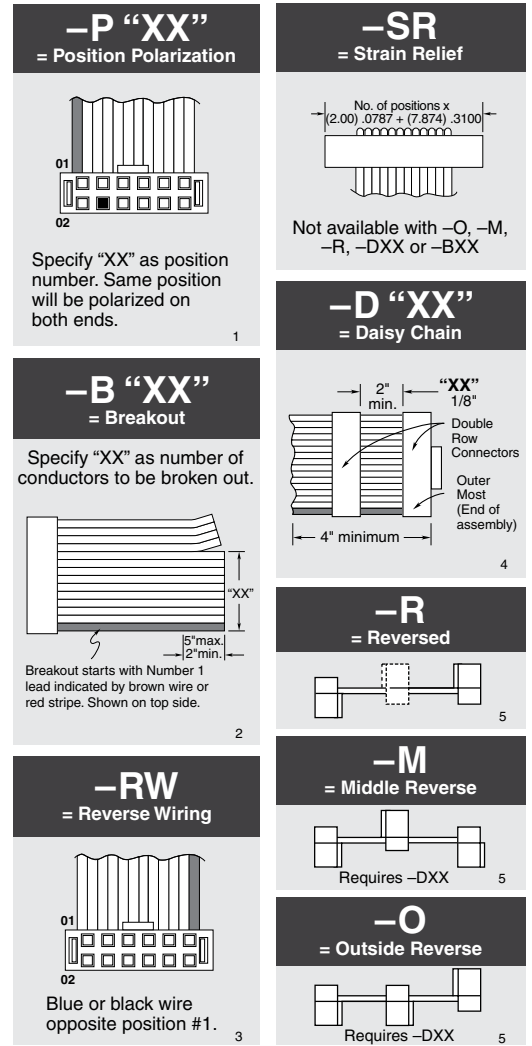 –P “XX”
= Position Polarization
01
02
Specify “XX” as position
number. Same position
will be polarized on
both ends.
1
–B “XX”
= Breakout
Specify “XX” as number of
conductors to be broken out.
“XX”
5"max.
2"min.
Breakout starts with Number 1
lead indicated by brown wire or
red stripe. Shown on top side.
2
–RW
= Reverse Wiring
01
02
Blue or black wire
opposite position #1.
3
–SR
= Strain Relief
No. of positions x
(2.00) .0787 + (7.874) .3100
Not available with –O, –M,
–R, –DXX or –BXX
–D “XX”
= Daisy Chain
2"
min.
“XX”
1/8"
Double
Row
Connectors
Outer
Most
(End of
assembly)
4" minimum
4
–R
= Reversed
5
–M
= Middle Reverse
Requires –DXX
5
–O
= Outside Reverse
Requires –DXX
5